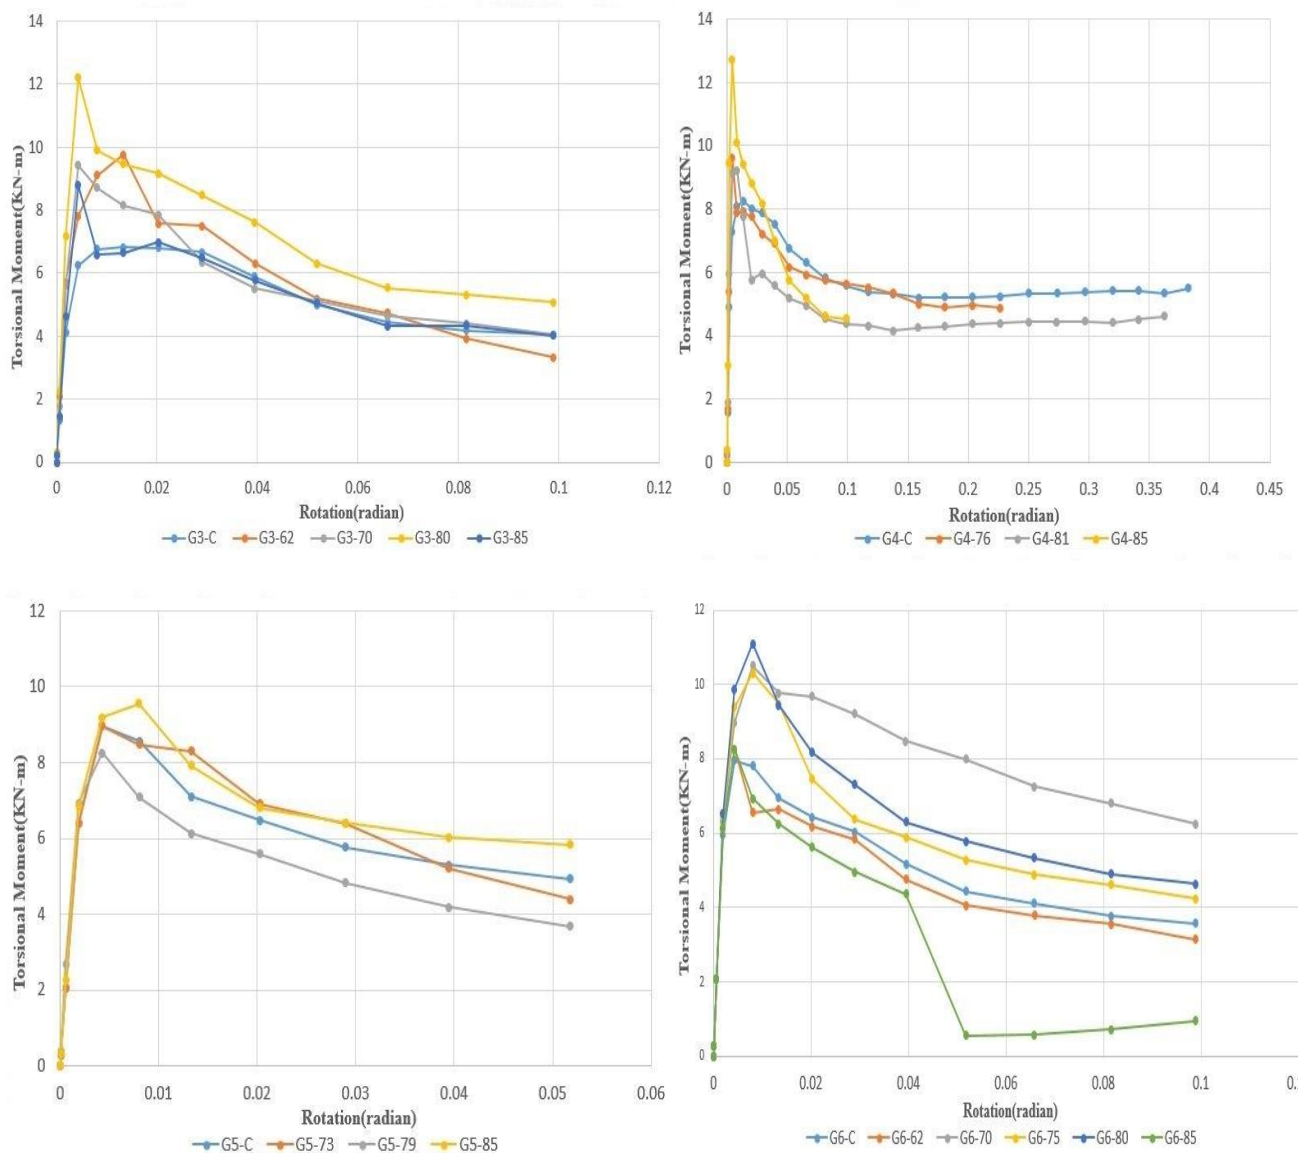 14
12
10
8
6
4
2
0
Torsional Moment(KN-m)
0 0.02 0.04 0.06 0.08 0.1 0.12
Rotation(radian)
G3-C G3-62 G3-70 G3-80 G3-85
14
12
10
8
6
4
2
0
Torsional Moment(KN-m)
0 0.05 0.1 0.15 0.2 0.25 0.3 0.35 0.4 0.45
Rotation(radian)
G4-C G4-76 G4-81 G4-85
12
10
8
6
4
2
0
Torsional Moment(KN-m)
0 0.01 0.02 0.03 0.04 0.05 0.06
Rotation(radian)
G5-C G5-73 G5-79 G5-85
12
10
8
6
4
2
0
Torsional Moment(KN-m)
0 0.02 0.04 0.06 0.08 0.1
Rotation(radian)
G6-C G6-62 G6-70 G6-75 G6-80 G6-85